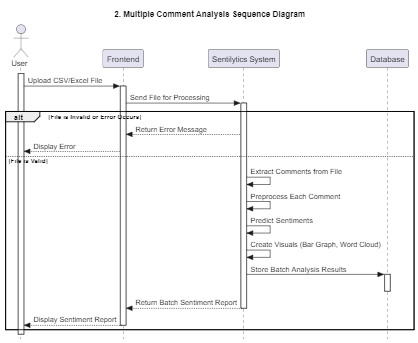 2. Multiple Comment Analysis Sequence Diagram
User
Frontend
Sentilytics System
Database
Upload CSV/Excel File
Send File for Processing
alt
[File is Invalid or Error Occurs]
Return Error Message
Display Error
[File is Valid]
Extract Comments from File
Preprocess Each Comment
Predict Sentiments
Create Visuals (Bar Graph, Word Cloud)
Store Batch Analysis Results
Return Batch Sentiment Report
Display Sentiment Report